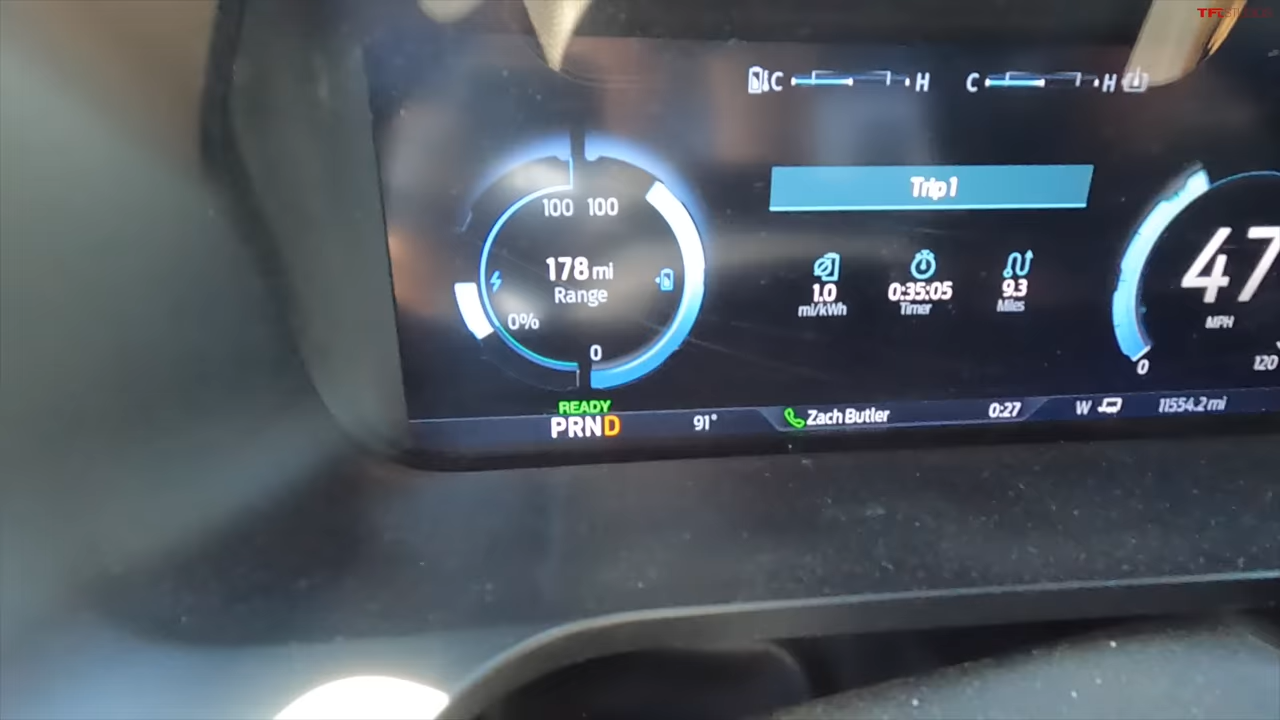 TFLSTUDIOS
C H C H
Trip 1
100 100
178 mi
Range
0%
0
1.0
mi/kWh
0:35:05
Timer
9.3
Miles
47
MPH
0
120
READY
PRND
91°
Zach Butler
0:27
W
11554.2 mi